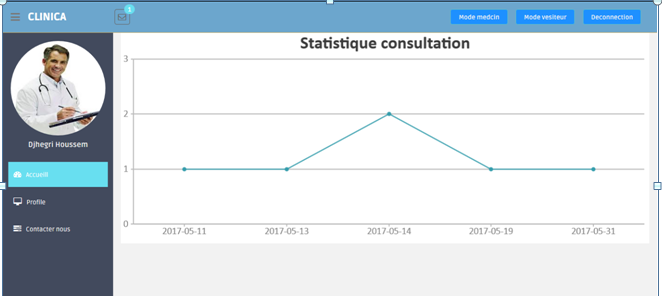 CLINICA
1
Mode medcin
Mode vesiteur
Deconnection
Djhegri Houssem
Accueill
Profile
Contacter nous
Statistique consultation
3
2
1
0
2017-05-11
2017-05-13
2017-05-14
2017-05-19
2017-05-31